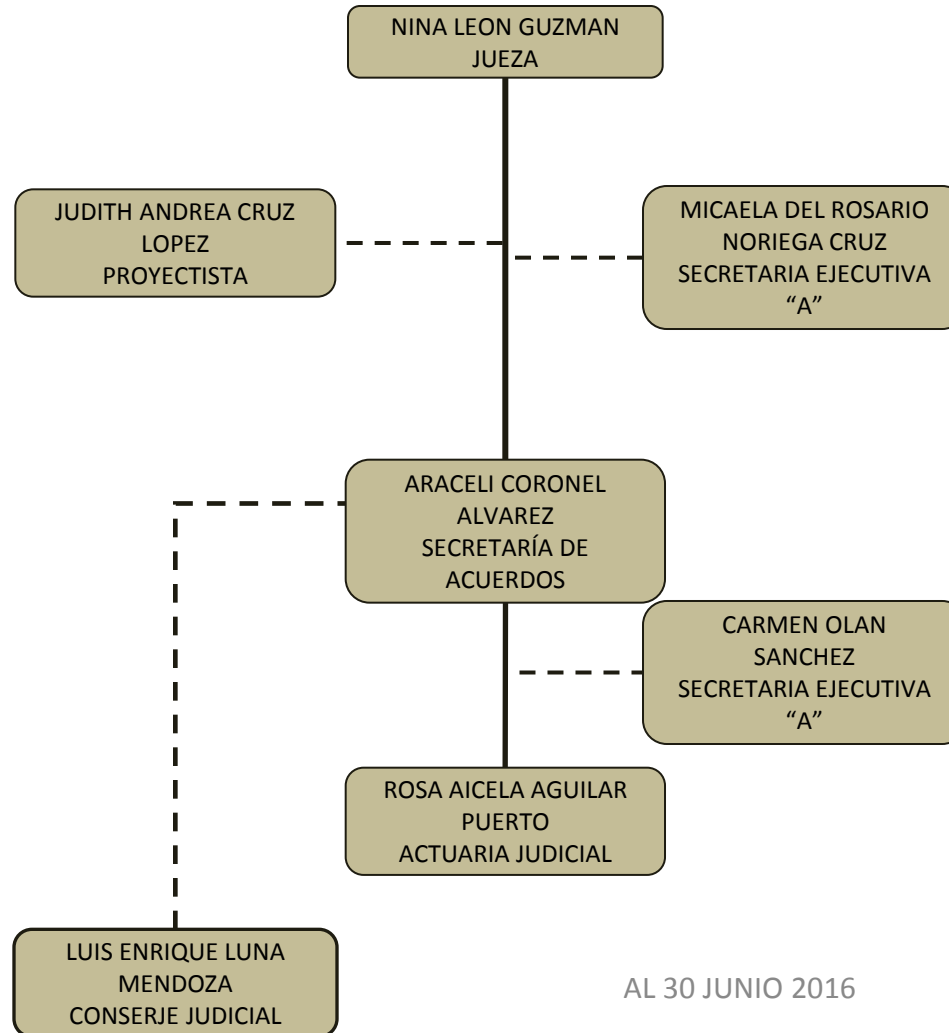 NINA LEON GUZMAN
JUEZA
JUDITH ANDREA CRUZ
LOPEZ
PROYECTISTA
MICAELA DEL ROSARIO
NORIEGA CRUZ
SECRETARIA EJECUTIVA
“A”
ARACELI CORONEL
ALVAREZ
SECRETARÍA DE
ACUERDOS
CARMEN OLAN
SANCHEZ
SECRETARIA EJECUTIVA
“A”
ROSA AICELA AGUILAR
PUERTO
ACTUARIA JUDICIAL
LUIS ENRIQUE LUNA
MENDOZA
CONSERJE JUDICIAL
AL 30 JUNIO 2016